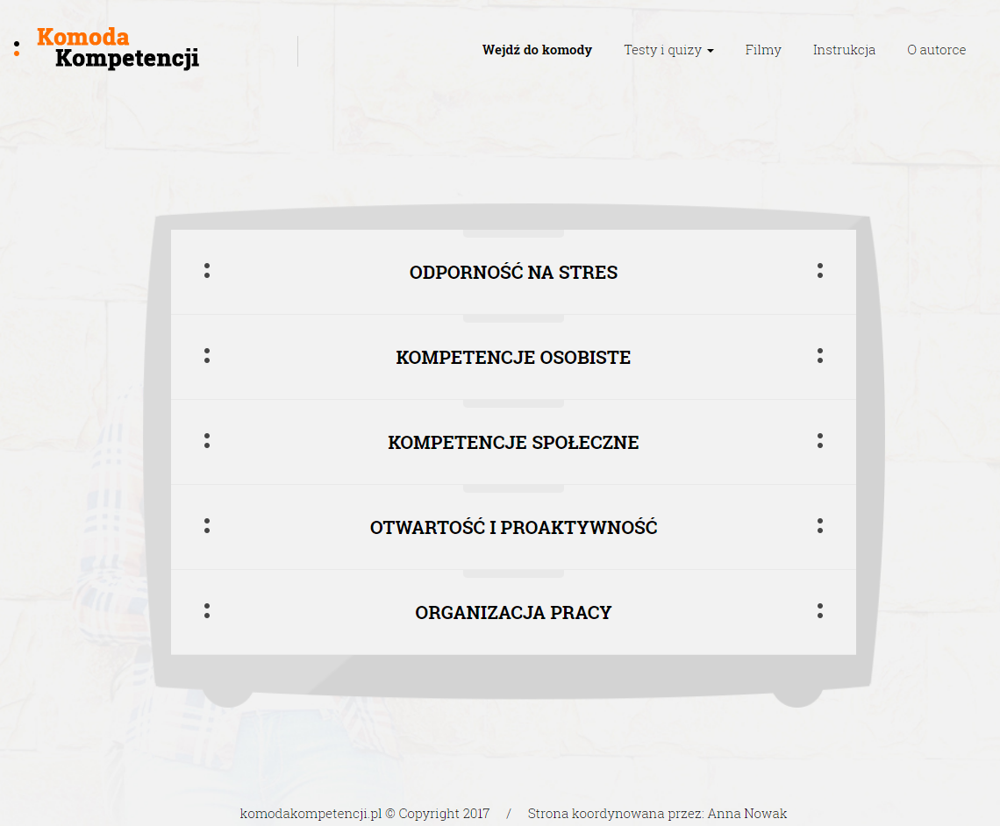 Komoda
Kompetencji
Wejdź do komody Testy i quizy Filmy Instrukcja O autorce
ODPORNOŚĆ NA STRES
KOMPETENCJE OSOBISTE
KOMPETENCJE SPOŁECZNE
OTWARTOŚĆ I PROAKTYWNOŚĆ
ORGANIZACJA PRACY
komodakompetencji.pl © Copyright 2017 / Strona koordynowana przez: Anna Nowak